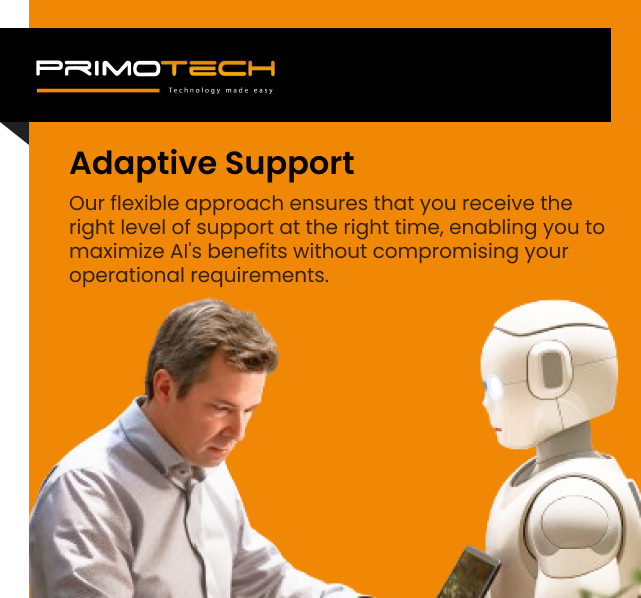 PRIMOTECH
Technology made easy
Adaptive Support
Our flexible approach ensures that you receive the
right level of support at the right time, enabling you to
maximize AI's benefits without compromising your
operational requirements.